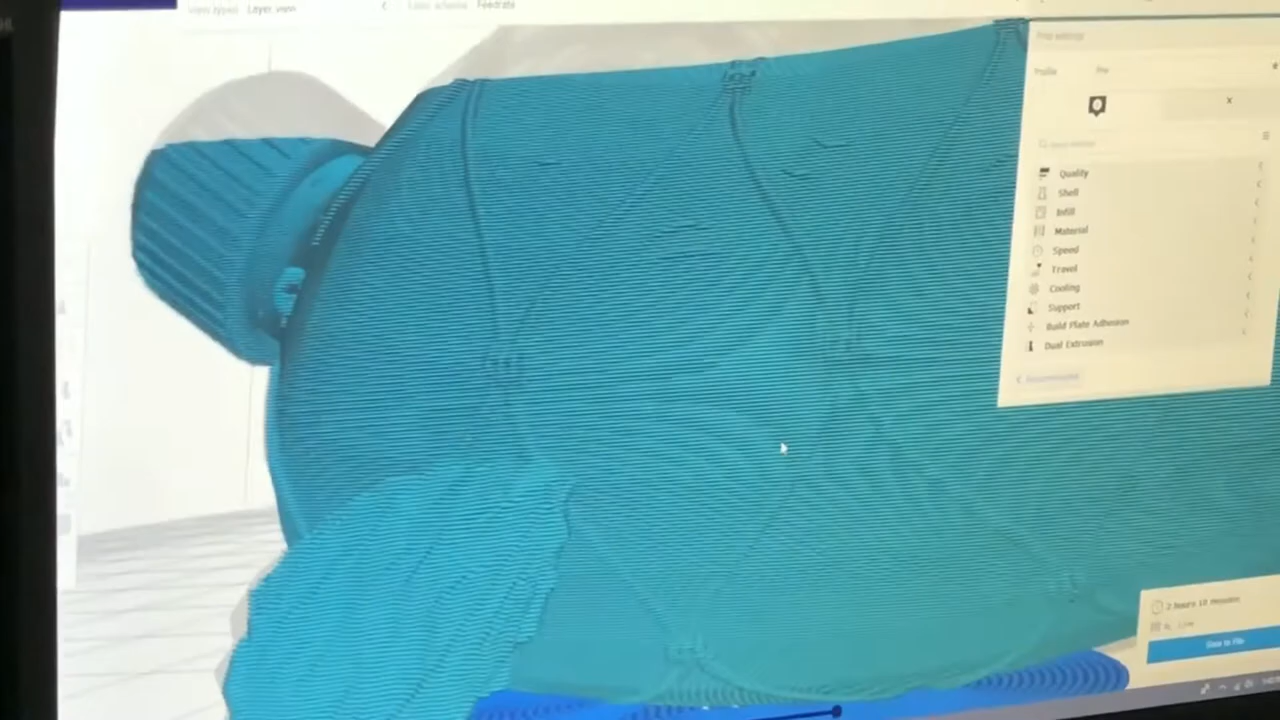 View types Layer view
Color scheme Feedrate
Print settings
Profile
Quality
Shell
Infill
Material
Speed
Travel
Cooling
Support
Build Plate Adhesion
Dual Extrusion
2 hours 10 minutes
Save to File